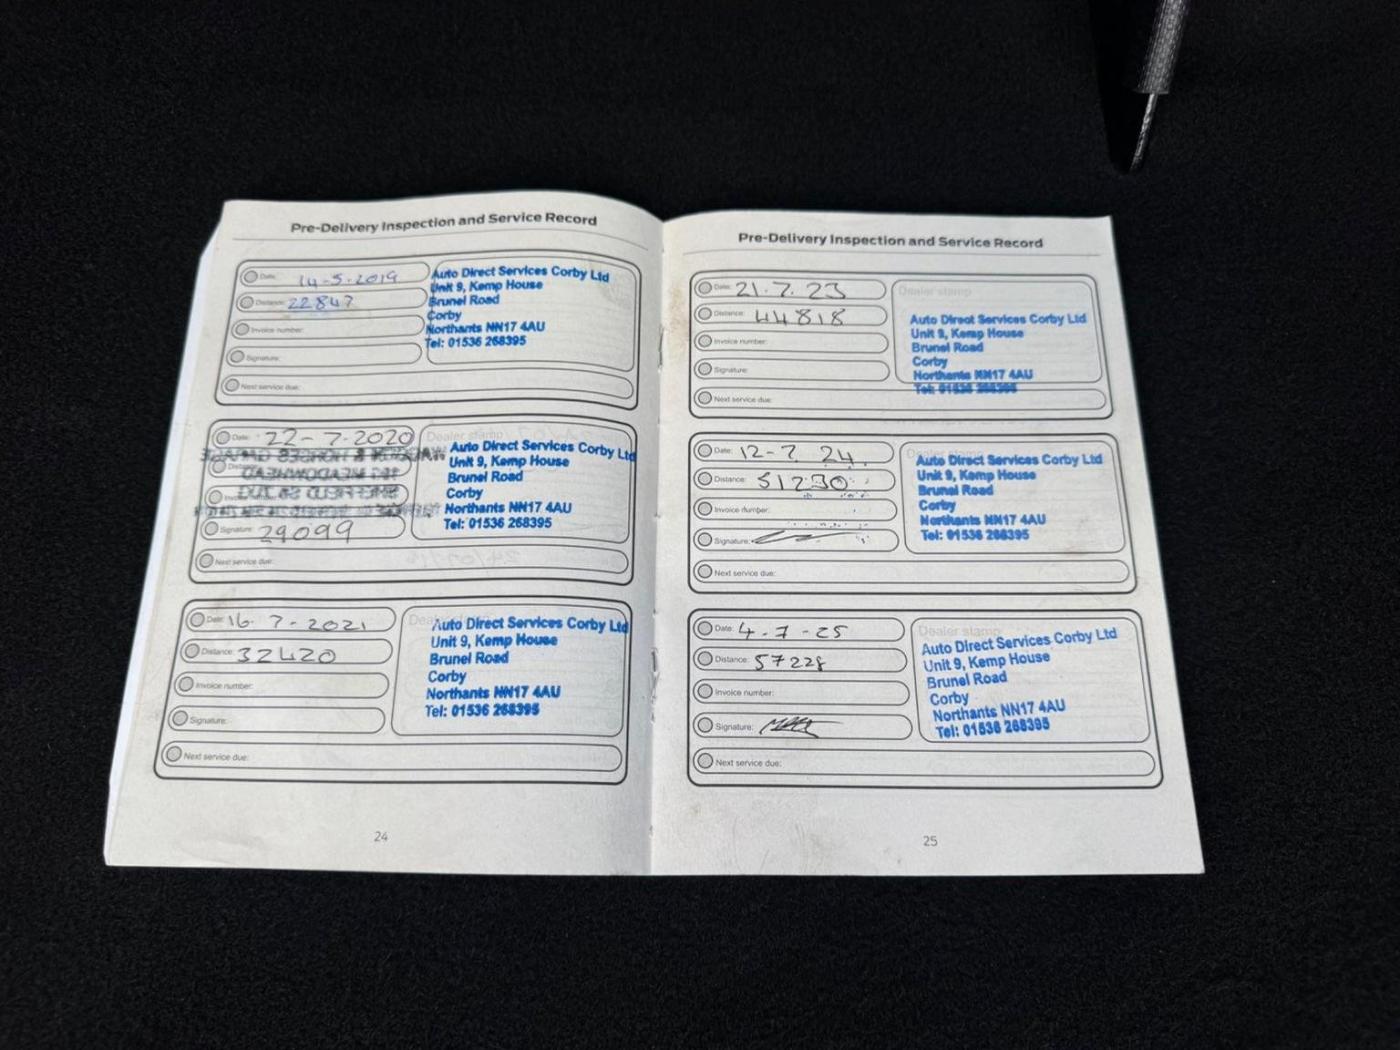 Pre-Delivery Inspection and Service Record
Date: 14-5-2019
Distance: 22847
Invoice number:
Signature:
Next service due:
Auto Direct Services Corby Ltd
Unit 9, Kemp House
Brunel Road
Corby
Northants NN17 4AU
Tel: 01536 268395
Date: 22-7-2020
Signature: 29099
Next service due:
Dealer stamp
Auto Direct Services Corby Ltd
Unit 9, Kemp House
Brunel Road
Corby
Northants NN17 4AU
Tel: 01536 268395
Date: 16.7-2021
Distance: 32420
Invoice number:
Signature:
Next service due:
Auto Direct Services Corby Ltd
Unit 9, Kemp House
Brunel Road
Corby
Northants NN17 4AU
Tel: 01536 268395
24
Pre-Delivery Inspection and Service Record
Date: 21.7.23
Distance: 44818
Invoice number:
Signature:
Next service due:
Dealer stamp
Auto Direct Services Corby Ltd
Unit 9, Kemp House
Brunel Road
Corby
Northants NN17 4AU
Tel: 01536 268395
Date: 12-7.24.
Distance: 51230
Invoice number:
Signature:
Next service due:
Auto Direct Services Corby Ltd
Unit 9, Kemp House
Brunel Road
Corby
Northants NN17 4AU
Tel: 01536 268395
Date: 4.7-25
Distance: 57228
Invoice number:
Signature:
Next service due:
Dealer stamp
Auto Direct Services Corby Ltd
Unit 9, Kemp House
Brunel Road
Corby
Northants NN17 4AU
Tel: 01536 268395
25